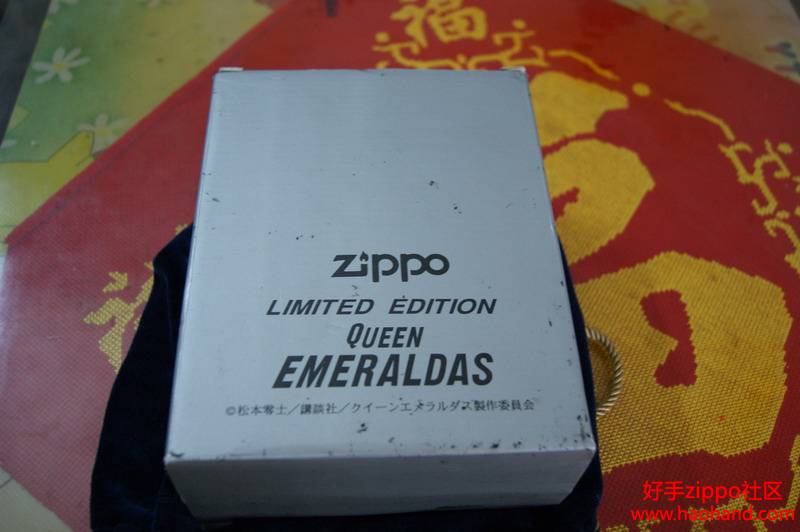 福
zippo
LIMITED EDITION
QUEEN
EMERALDAS
©松本零士／講談社／クイーンエメラルダス製作委員会
好手zippo社区
www.haohand.com